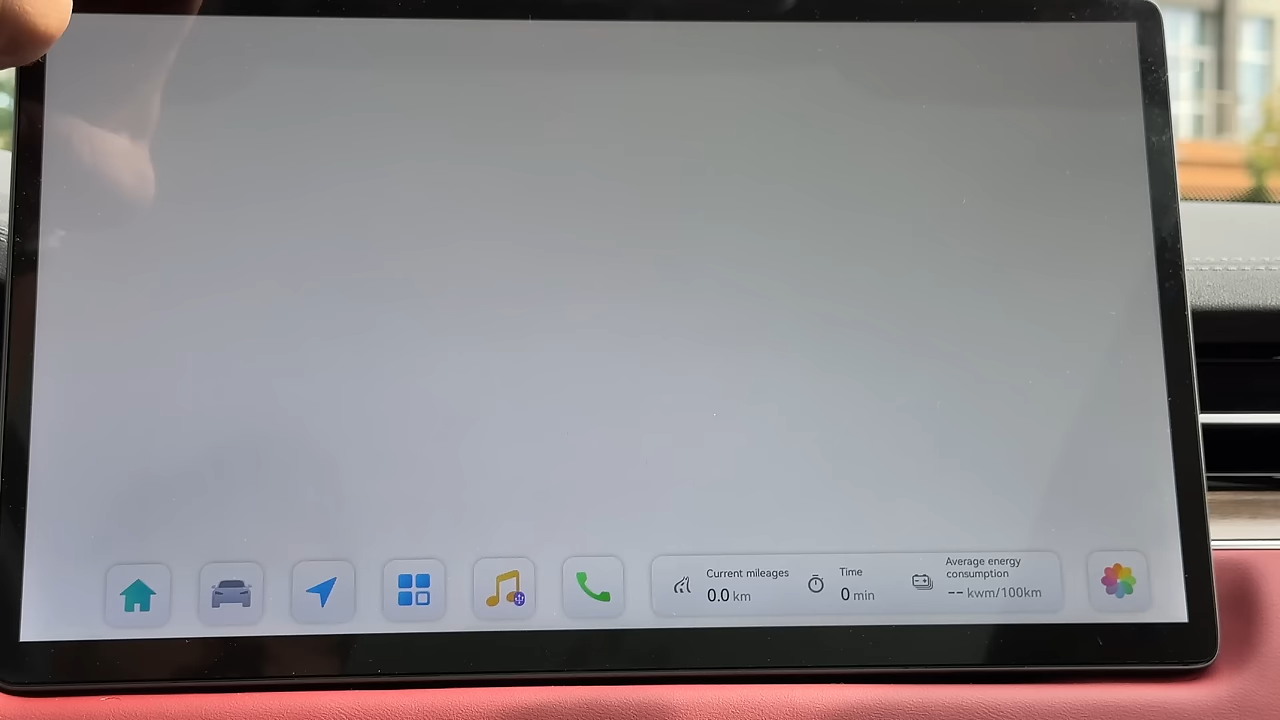 Current mileages
0.0 km
Time
0 min
Average energy
consumption
-- kwm/100km